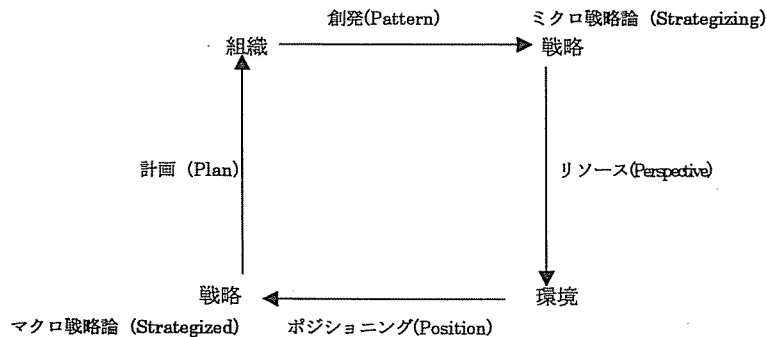 創発(Pattern)
ミクロ戦略論 (Strategizing)
組織
戦略
計画 (Plan)
リソース(Perspective)
戦略
環境
マクロ戦略論 (Strategized)
ポジショニング(Position)